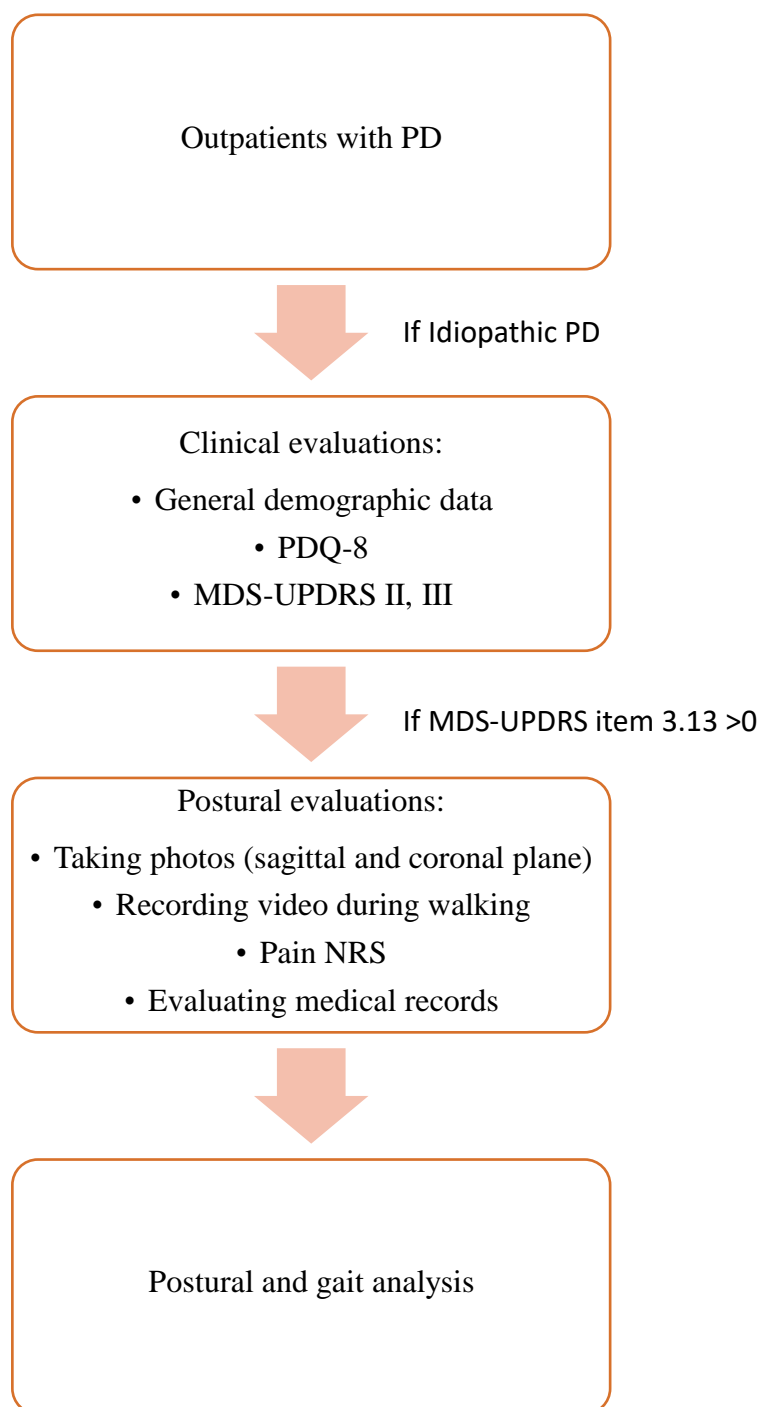 Outpatients with PD
If Idiopathic PD
Clinical evaluations:
• General demographic data
• PDQ-8
• MDS-UPDRS II, III
If MDS-UPDRS item 3.13 >0
Postural evaluations:
• Taking photos (sagittal and coronal plane)
• Recording video during walking
• Pain NRS
• Evaluating medical records
Postural and gait analysis